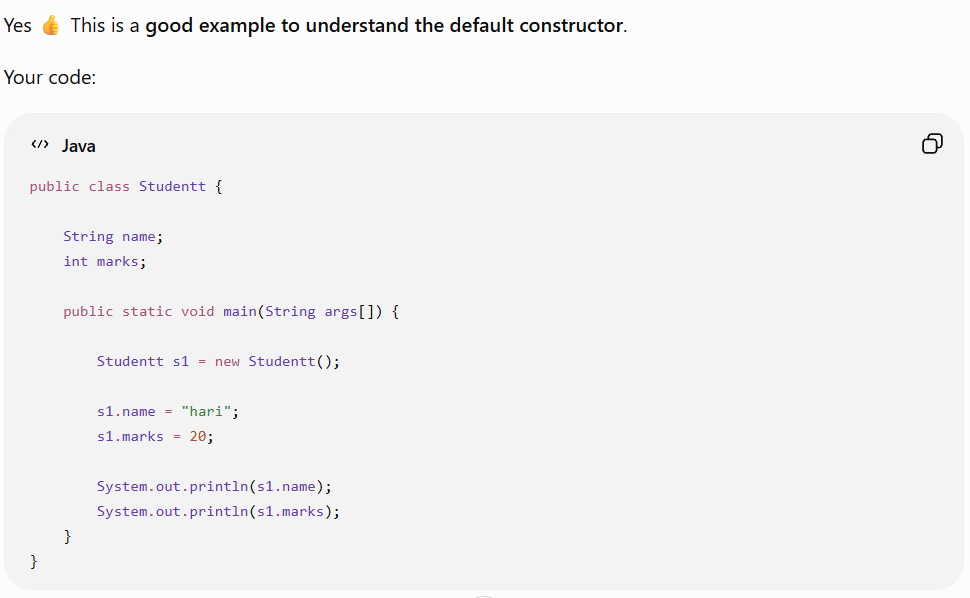 Yes 👍 This is a good example to understand the default constructor.
Your code:
</> Java
public class Studentt {
String name;
int marks;
public static void main(String args[]) {
Studentt s1 = new Studentt();
s1.name = "hari";
s1.marks = 20;
System.out.println(s1.name);
System.out.println(s1.marks);
}
}